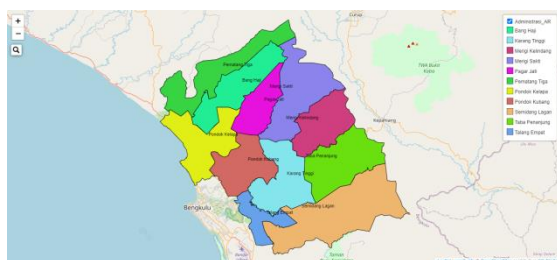 +
-
Administrasi_AR
Bang Haji
Karang Tinggi
Merigi Kelindang
Merigi Sakti
Pagar Jati
Pematang Tiga
Pondok Kelapa
Pondok Kubang
Semidang Lagan
Taba Penanjung
Talang Empat
Pematang Tiga
Bang Haji
Merigi Sakti
Pagar Jati
Merigi Kelindang
Pondok Kelapa
Pondok Kubang
Taba Penanjung
Karang Tinggi
Semidang Lagan
Talang Empat
Bengkulu